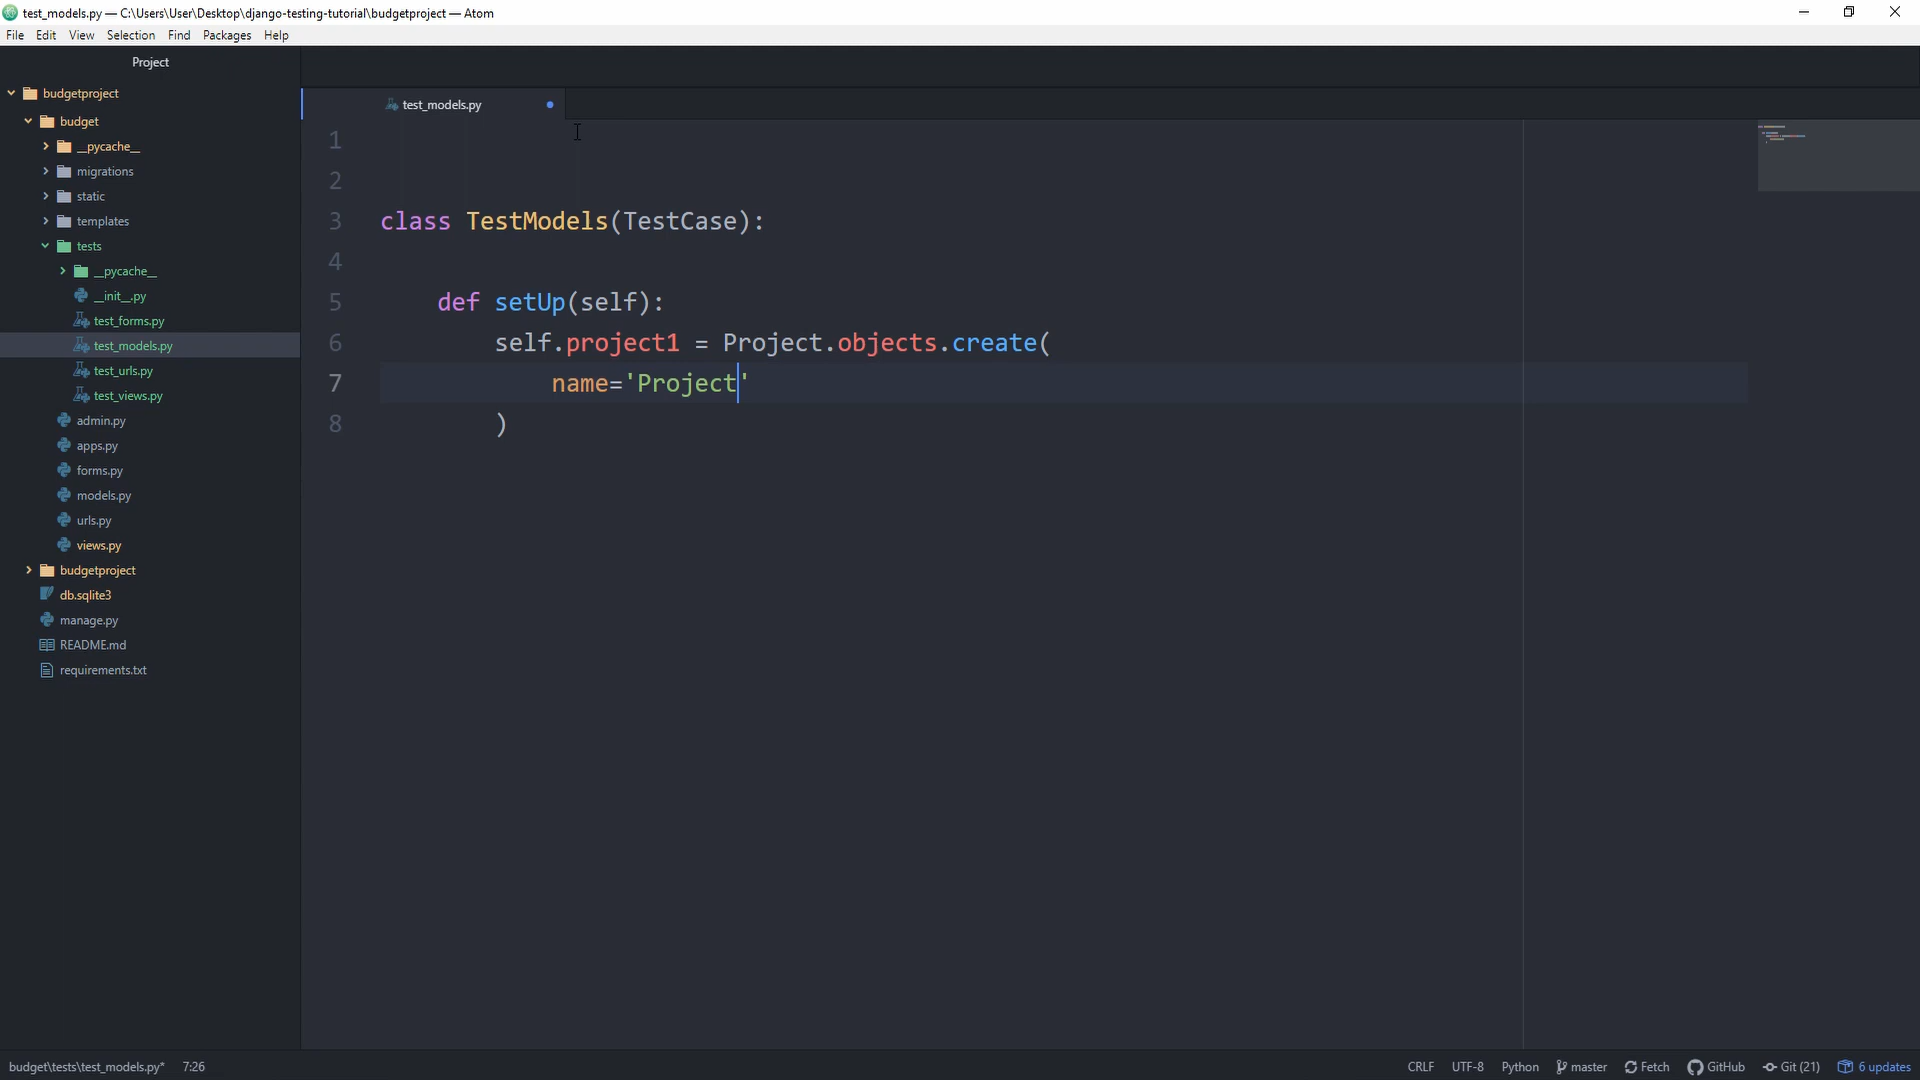 test_models.py — C:\Users\User\Desktop\django-testing-tutorial\budgetproject — Atom
File Edit View Selection Find Packages Help
Project
budgetproject
budget
__pycache__
migrations
static
templates
tests
__pycache__
__init__.py
test_forms.py
test_models.py
test_urls.py
test_views.py
admin.py
apps.py
forms.py
models.py
urls.py
views.py
budgetproject
db.sqlite3
manage.py
README.md
requirements.txt
test_models.py
1
2
3 class TestModels(TestCase):
4
5 def setUp(self):
6 self.project1 = Project.objects.create(
7 name='Project'
8 )
budget\tests\test_models.py* 7:26 CRLF UTF-8 Python master Fetch GitHub Git (21) 6 updates